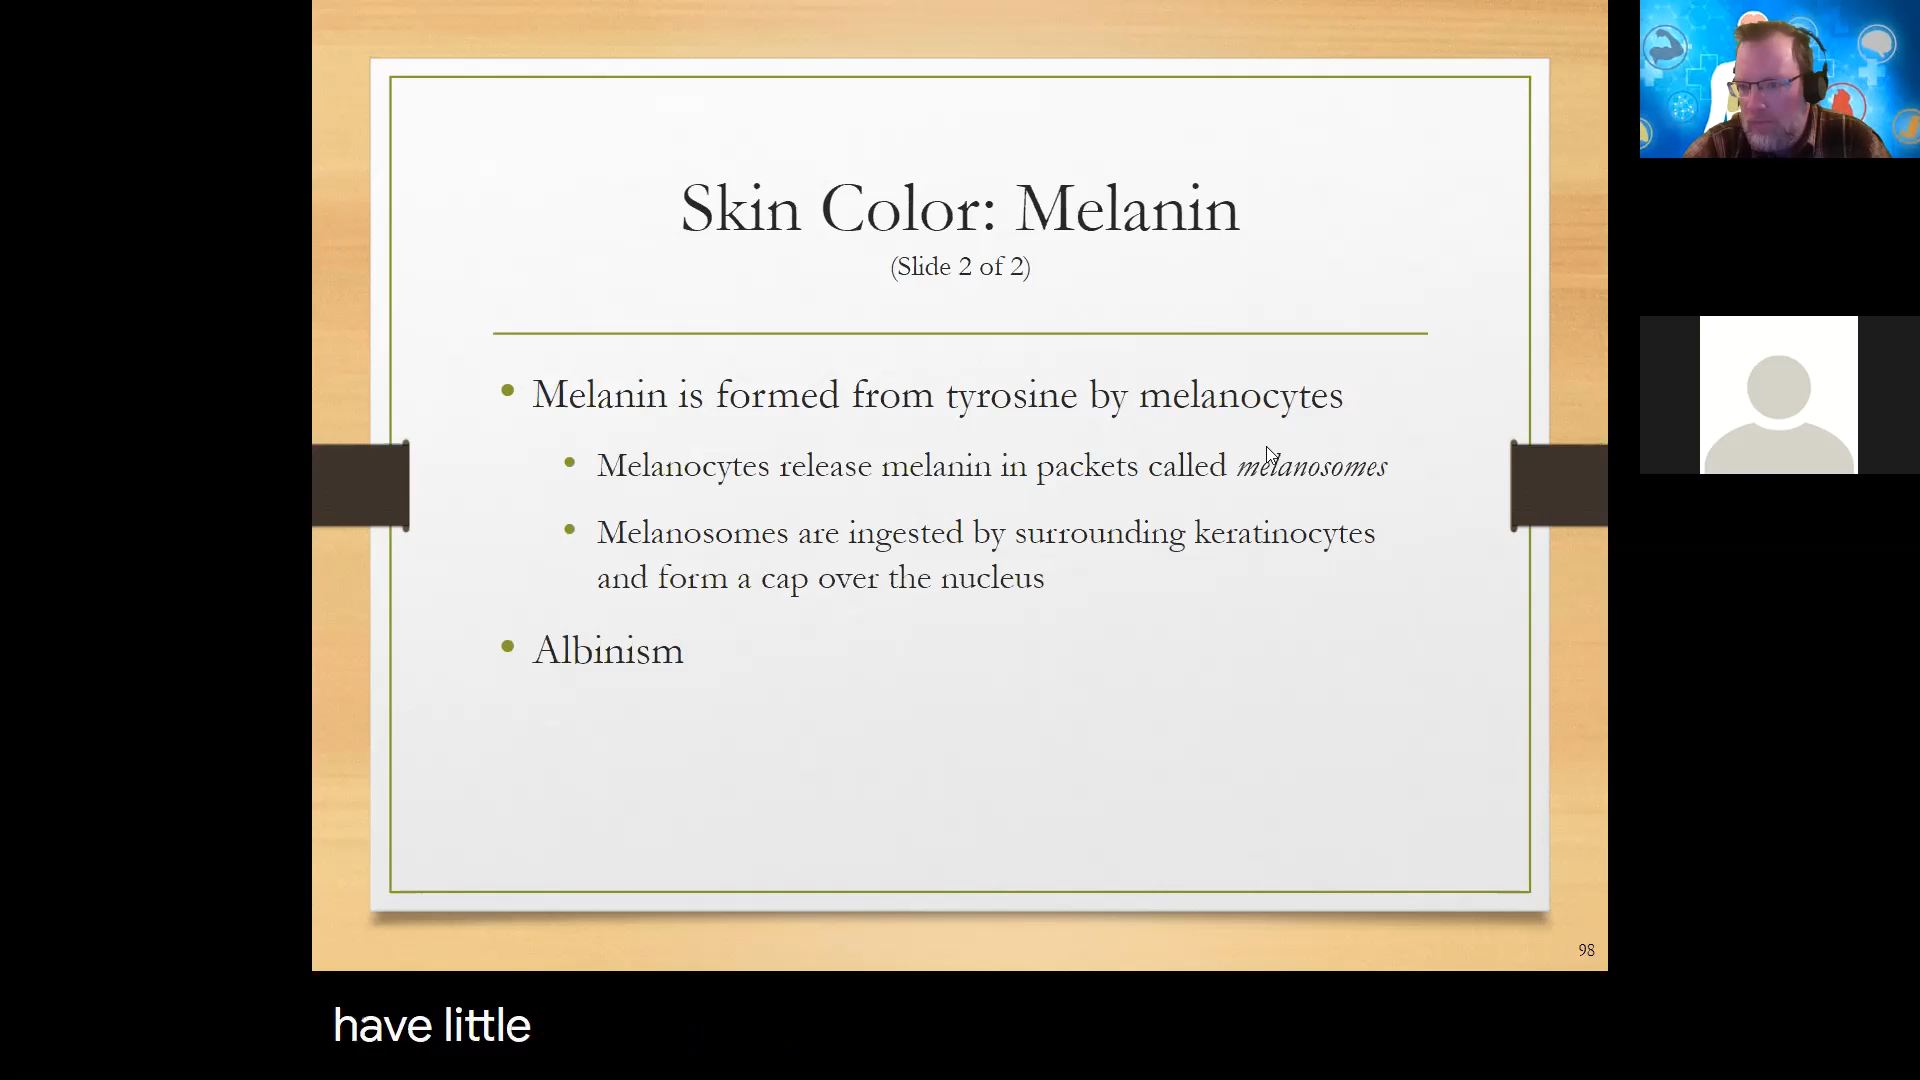 Skin Color: Melanin
(Slide 2 of 2)
• Melanin is formed from tyrosine by melanocytes
• Melanocytes release melanin in packets called melanosomes
• Melanosomes are ingested by surrounding keratinocytes
and form a cap over the nucleus
• Albinism
98
have little